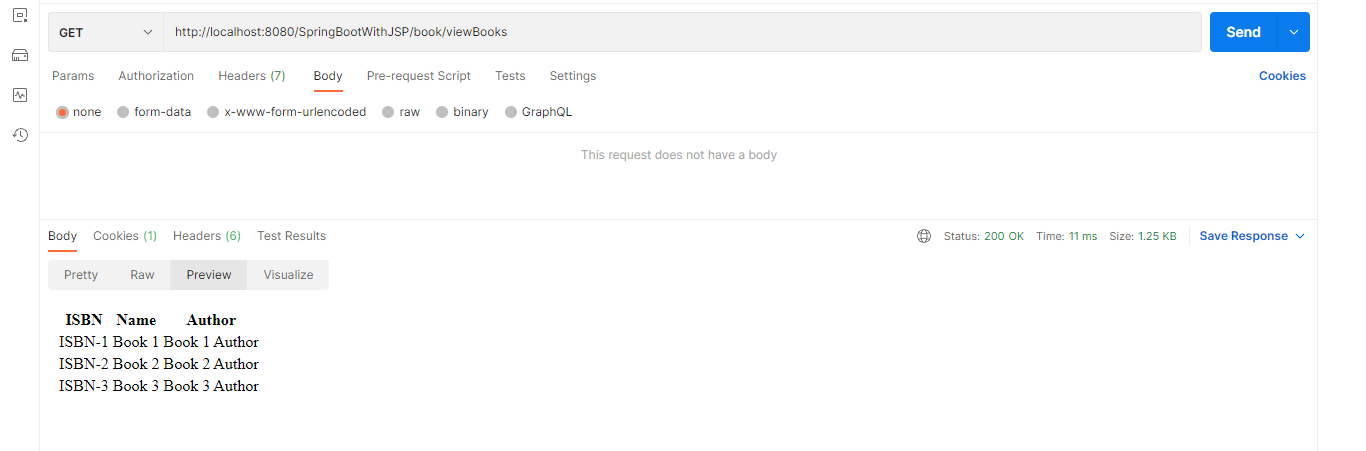 GET http://localhost:8080/SpringBootWithJSP/book/viewBooks Send
Params Authorization Headers (7) Body Pre-request Script Tests Settings Cookies
none form-data x-www-form-urlencoded raw binary GraphQL
This request does not have a body
Body Cookies (1) Headers (6) Test Results Status: 200 OK Time: 11 ms Size: 1.25 KB Save Response
Pretty Raw Preview Visualize
ISBN Name Author
ISBN-1 Book 1 Book 1 Author
ISBN-2 Book 2 Book 2 Author
ISBN-3 Book 3 Book 3 Author